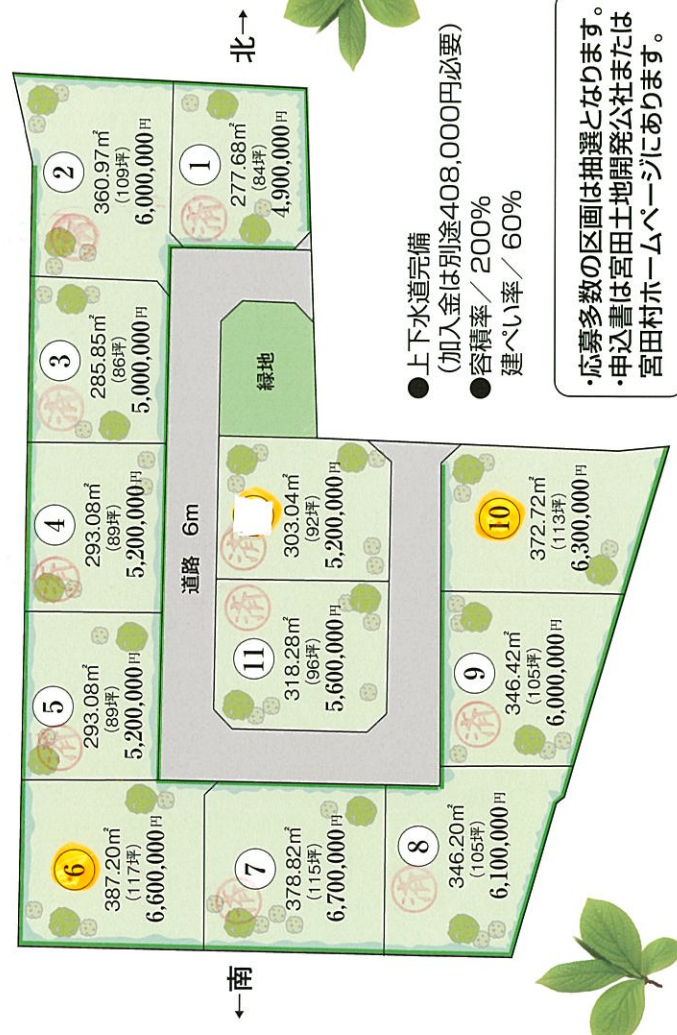 ←南
北→
⑥
387.20㎡
(117坪)
6,600,000円
⑤
済
293.08㎡
(89坪)
5,200,000円
④
済
293.08㎡
(89坪)
5,200,000円
③
済
285.85㎡
(86坪)
5,000,000円
②
済
360.97㎡
(109坪)
6,000,000円
①
済
277.68㎡
(84坪)
4,900,000円
道路 6m
緑地
⑦
済
378.82㎡
(115坪)
6,700,000円
⑪
済
318.28㎡
(96坪)
5,600,000円
済
303.04㎡
(92坪)
5,200,000円
⑧
済
346.20㎡
(105坪)
6,100,000円
⑨
済
346.42㎡
(105坪)
6,000,000円
⑩
372.72㎡
(113坪)
6,300,000円
●上下水道完備
(加入金は別途408,000円必要)
●容積率/200%
建ぺい率/60%
・応募多数の区画は抽選となります。
・申込書は宮田土地開発公社または
宮田村ホームページにあります。